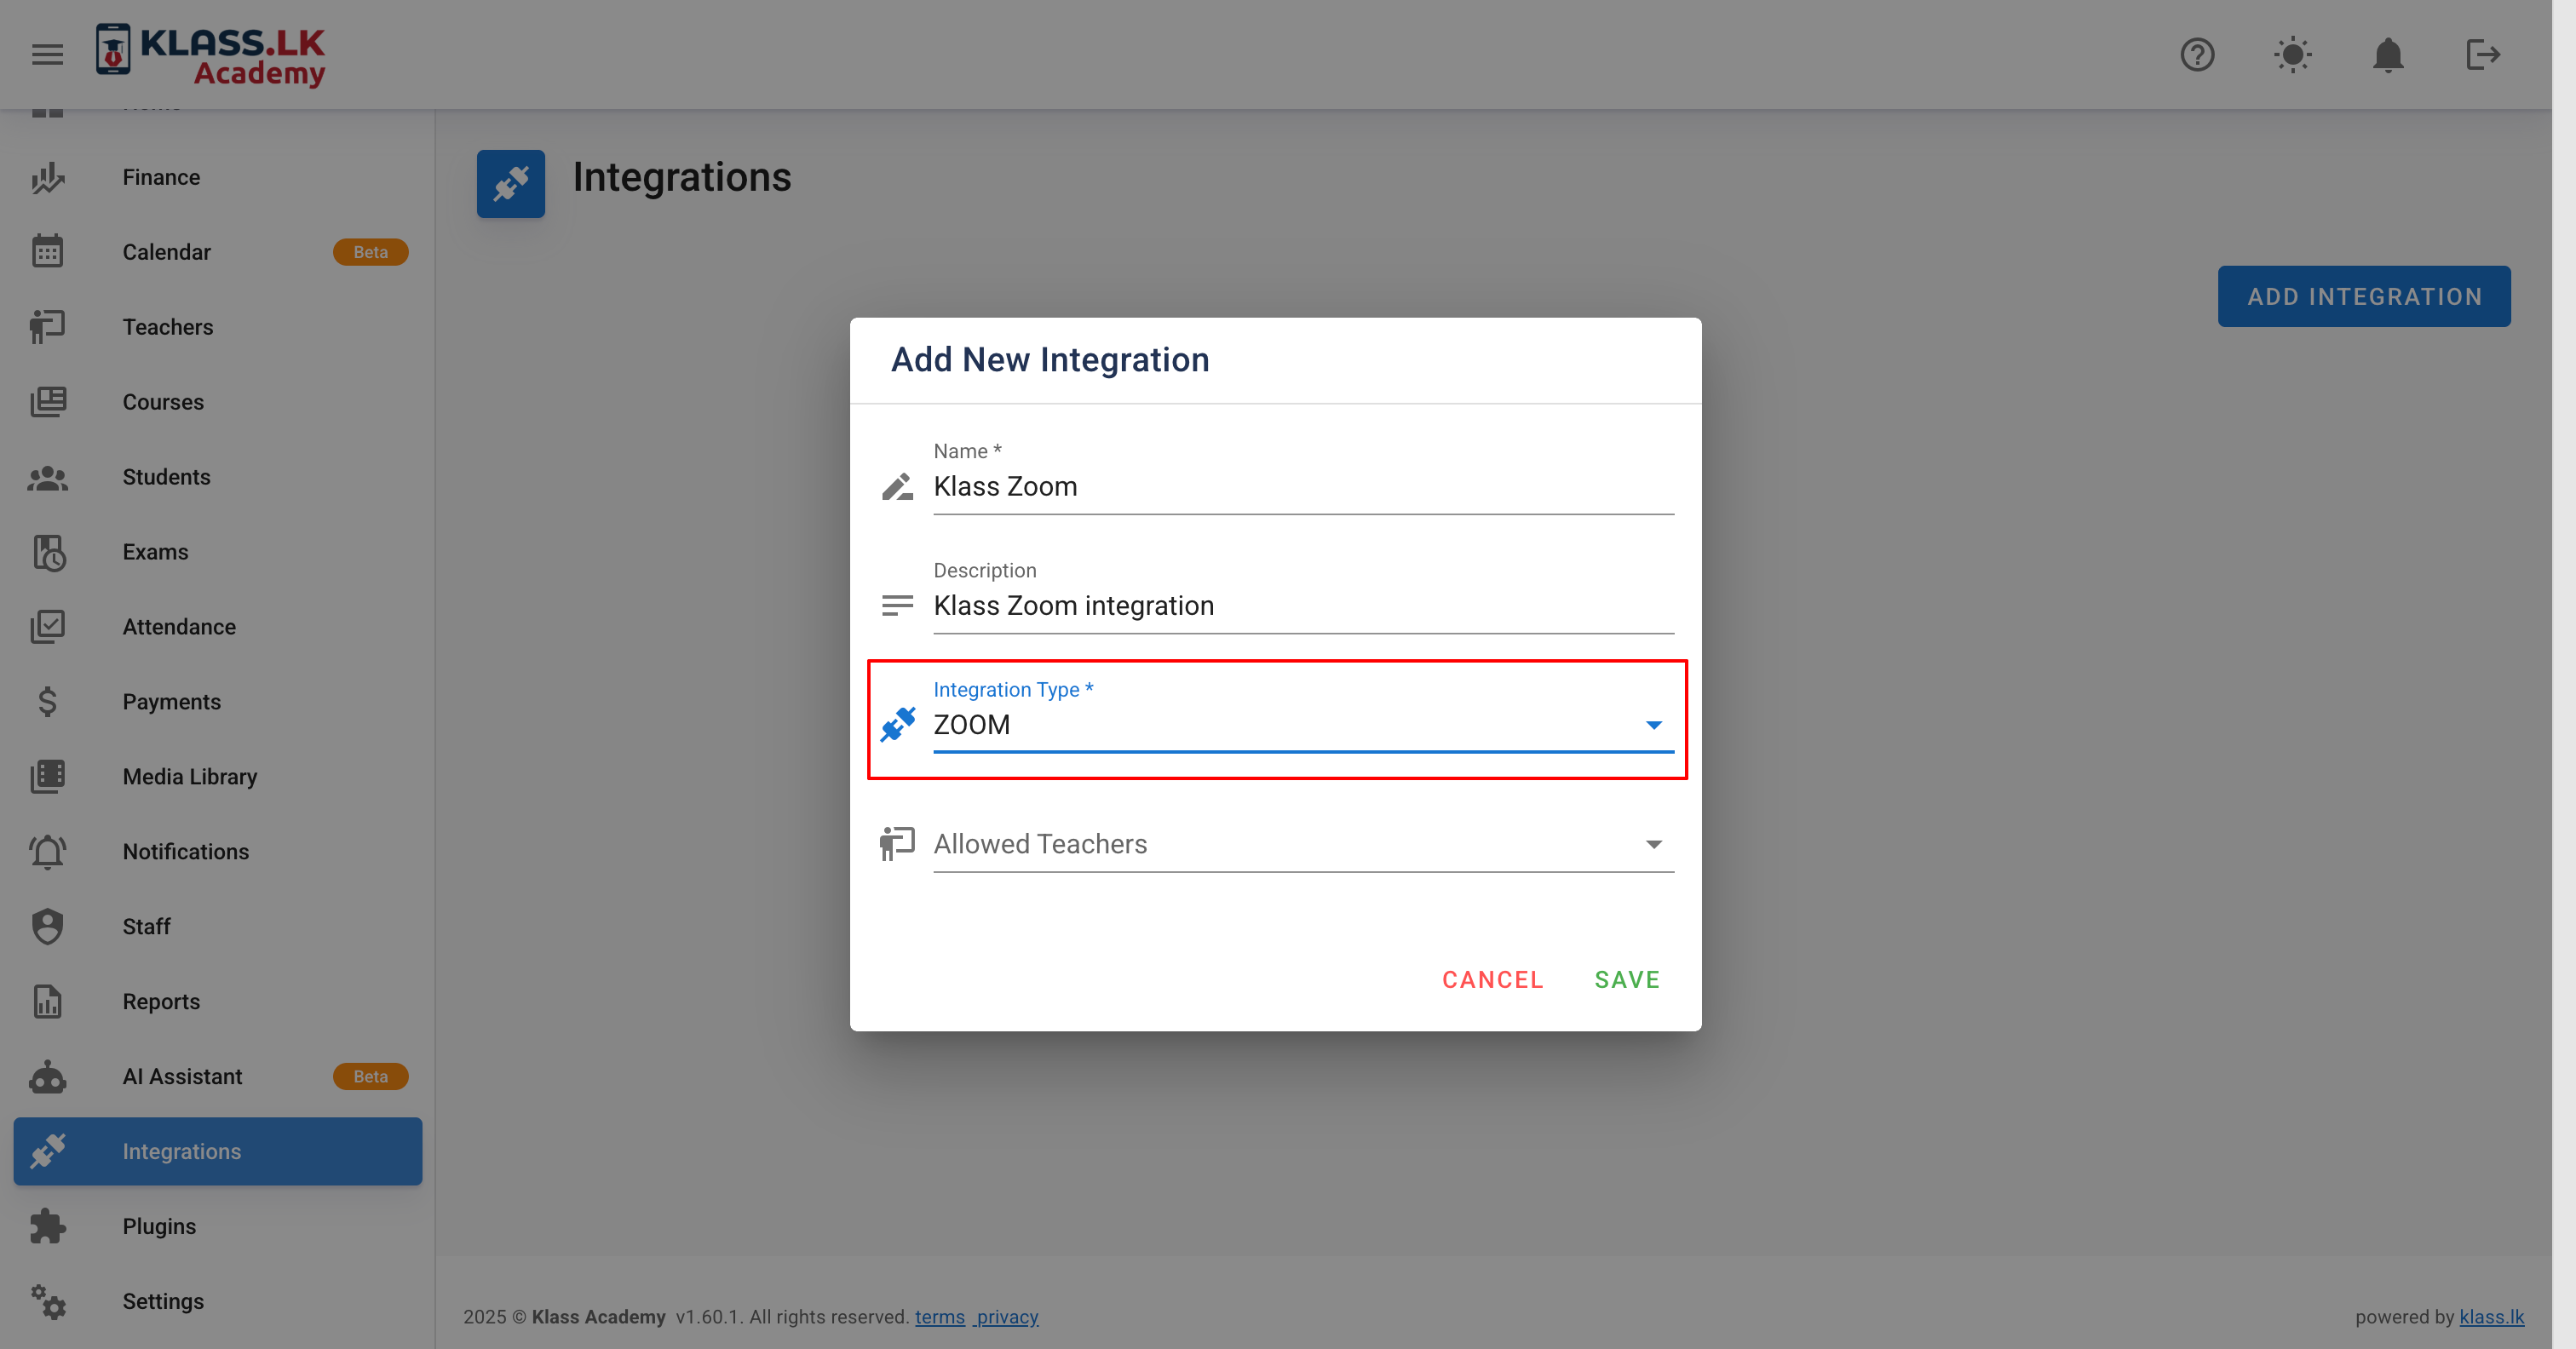 KLASS.LK
Academy
Finance
Calendar
Beta
Teachers
Courses
Students
Exams
Attendance
Payments
Media Library
Notifications
Staff
Reports
AI Assistant
Beta
Integrations
Plugins
Settings
Integrations
ADD INTEGRATION
Add New Integration
Name *
Klass Zoom
Description
Klass Zoom integration
Integration Type *
ZOOM
Allowed Teachers
CANCEL
SAVE
2025 © Klass Academy v1.60.1. All rights reserved. terms privacy
powered by klass.lk